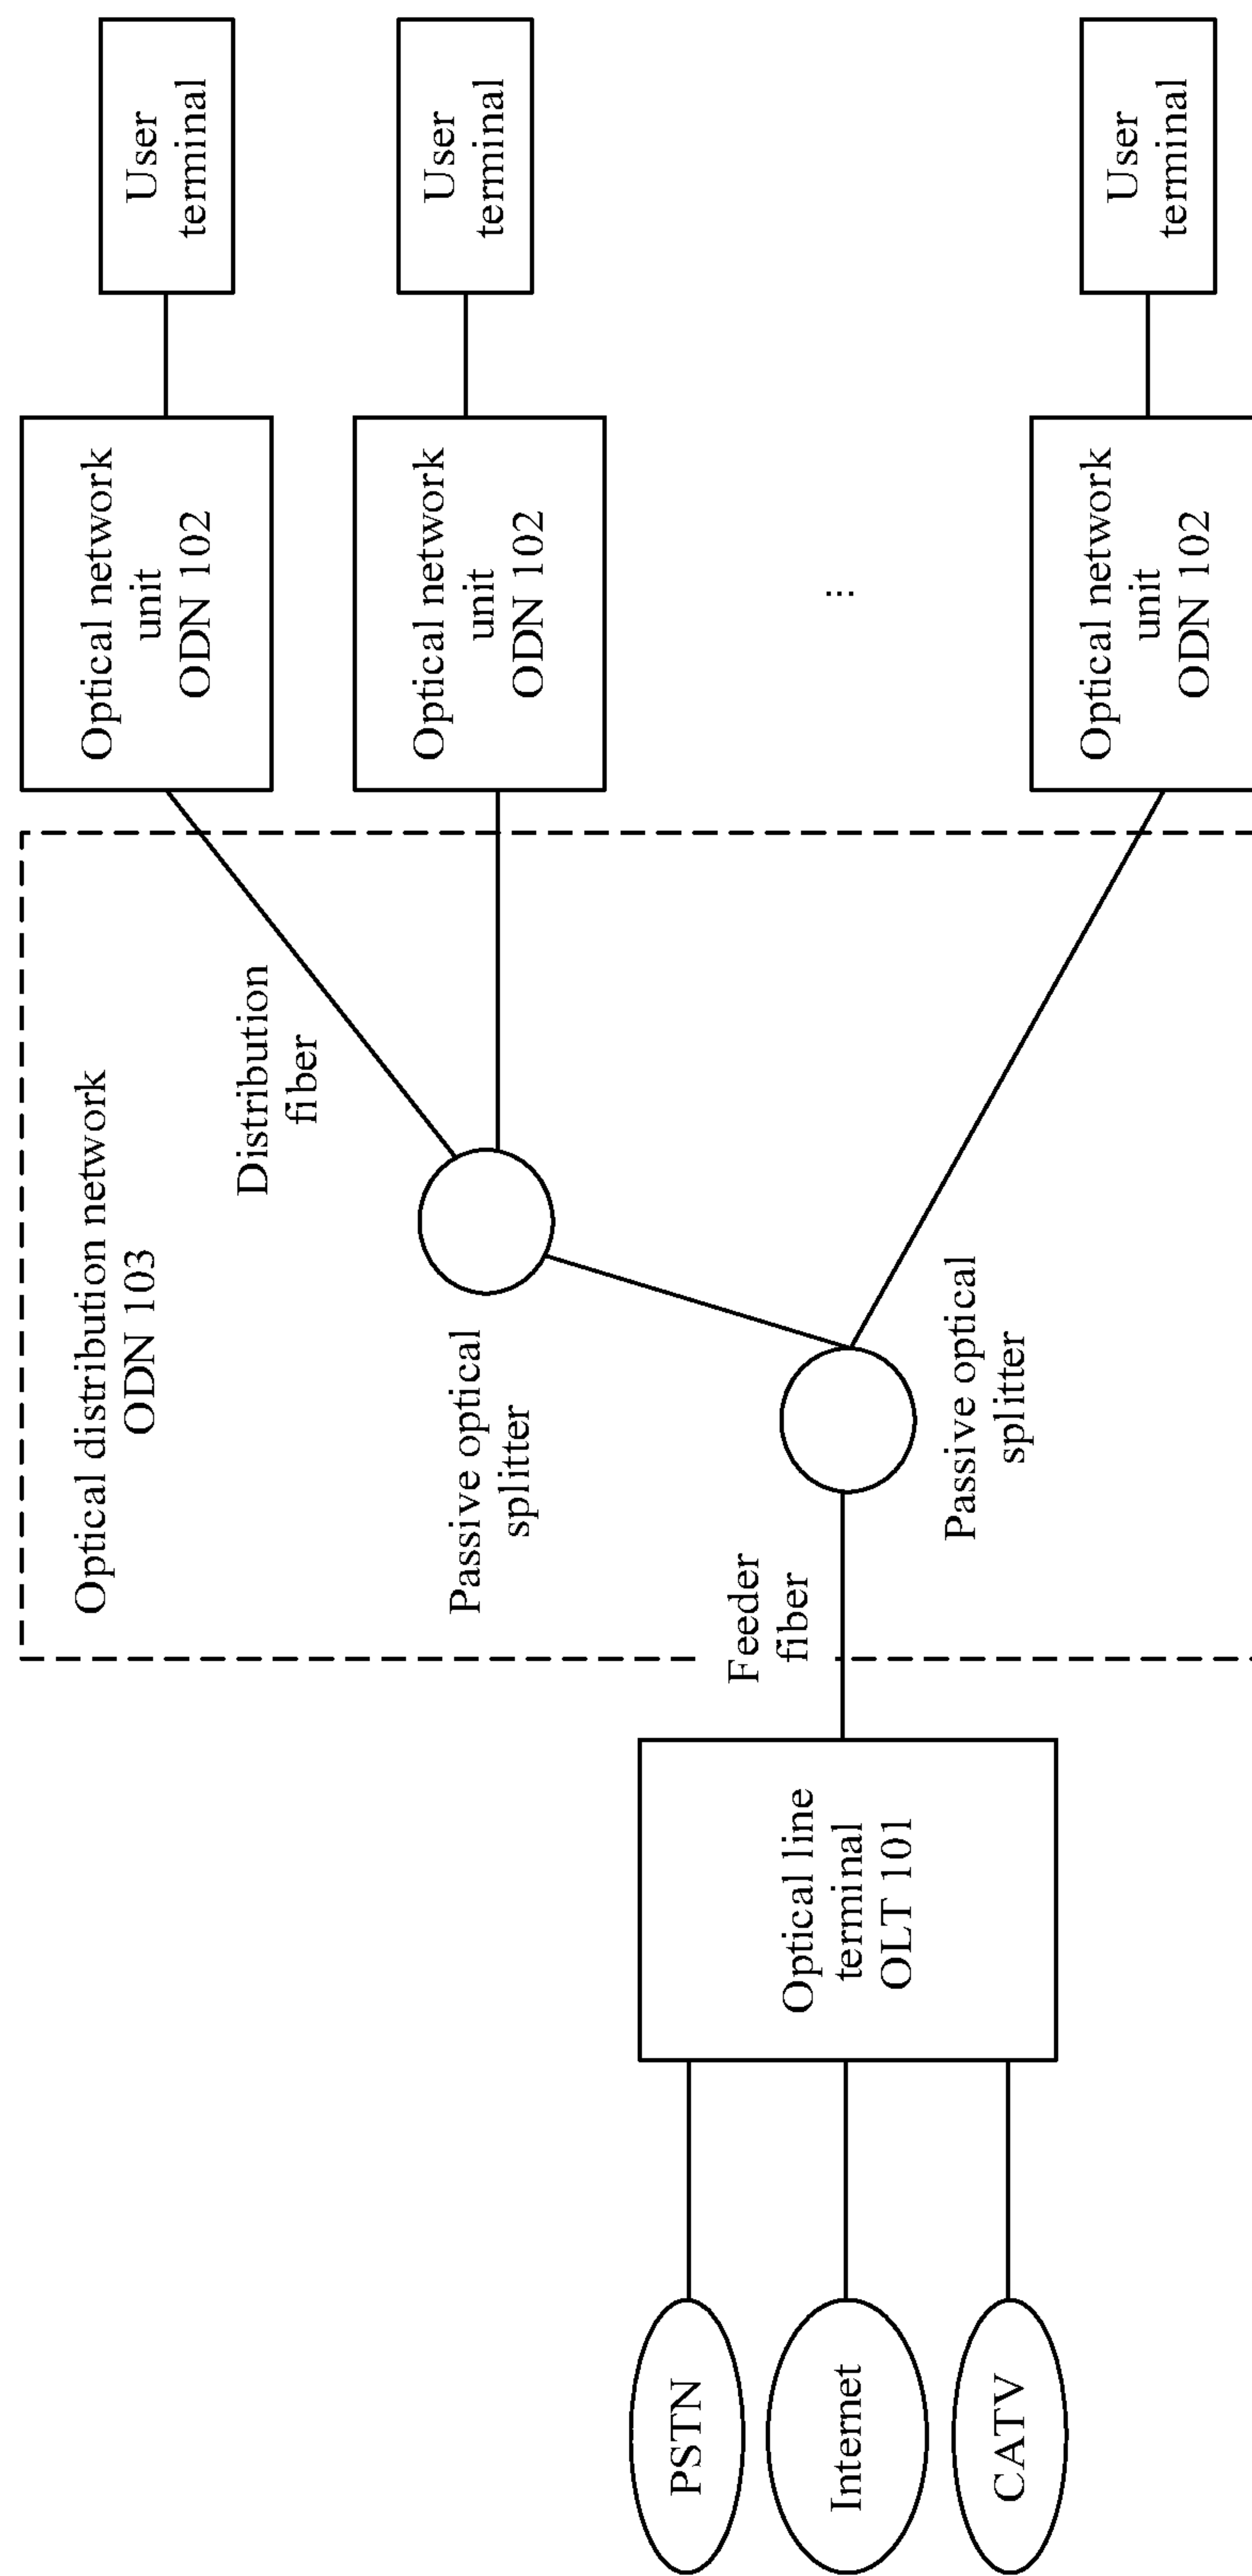 PSTN
Internet
CATV
Optical line
terminal
OLT 101
Feeder
fiber
Optical distribution network
ODN 103
Passive optical
splitter
Passive optical
splitter
Distribution
fiber
Optical network
unit
ODN 102
Optical network
unit
ODN 102
...
Optical network
unit
ODN 102
User
terminal
User
terminal
User
terminal